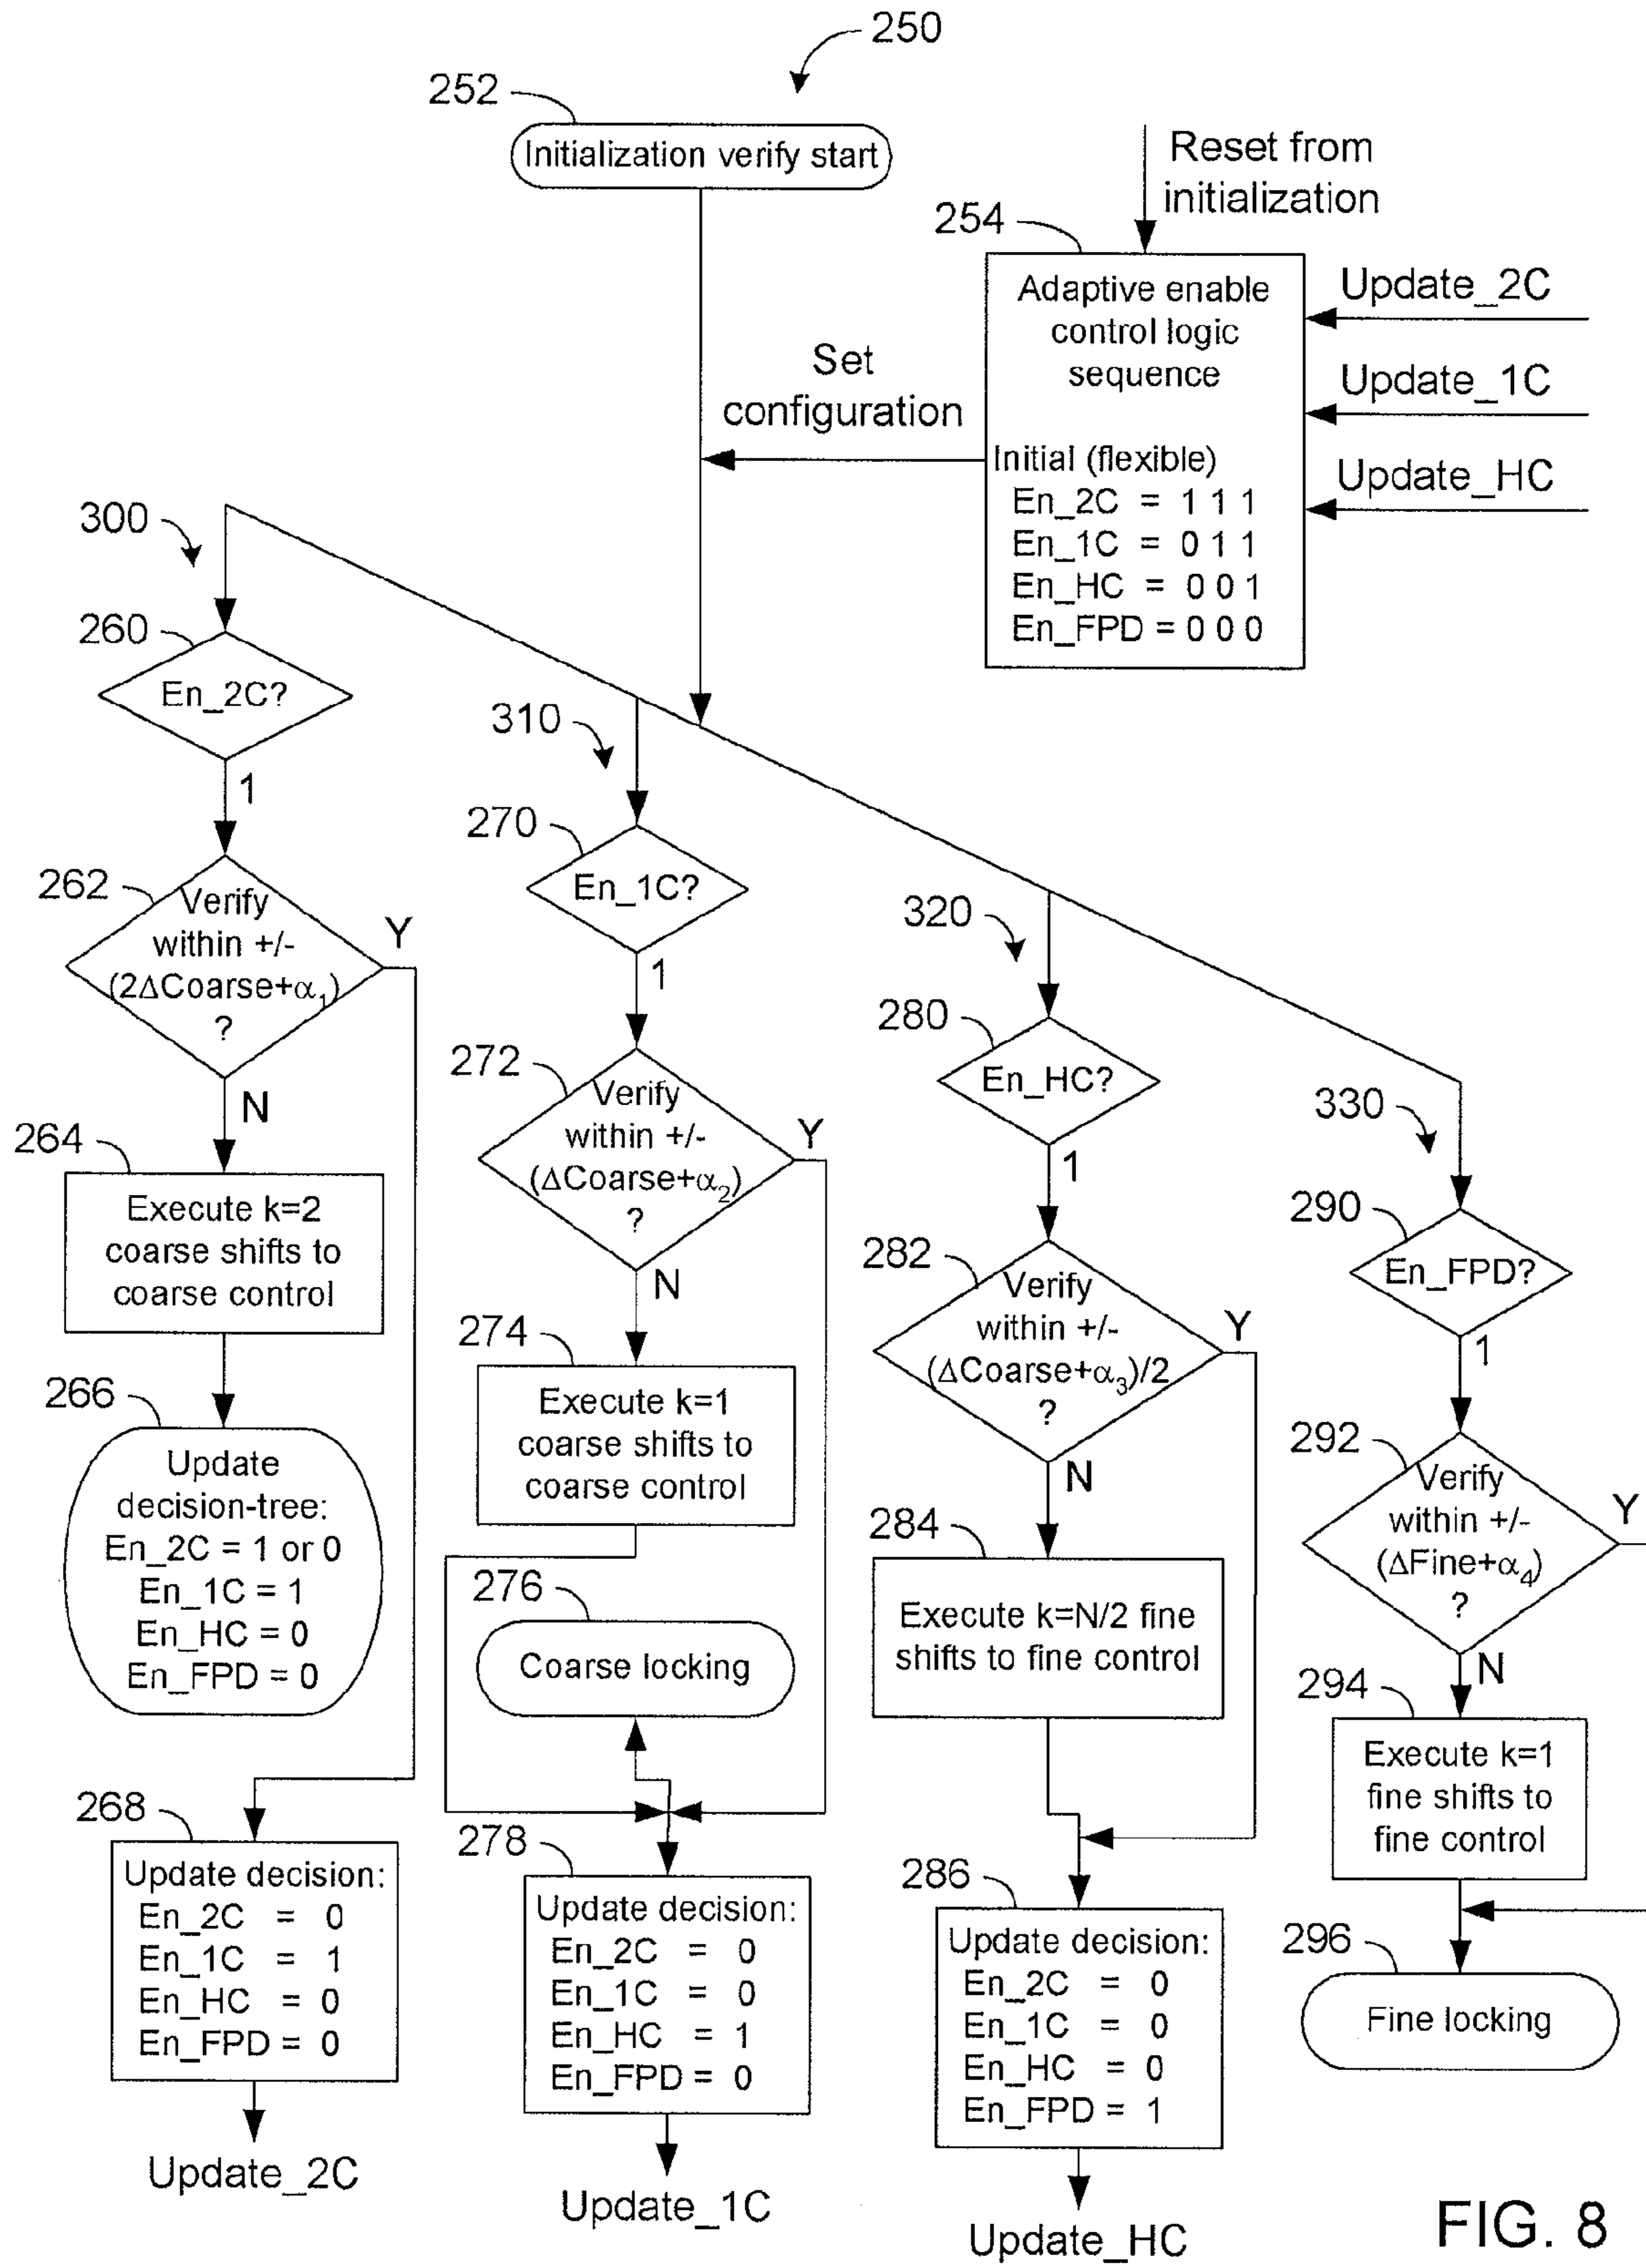 250
252
Initialization verify start
Reset from
initialization
254
Adaptive enable
control logic
sequence
Initial (flexible)
En_2C = 1 1 1
En_1C = 0 1 1
En_HC = 0 0 1
En_FPD = 0 0 0
Update_2C
Update_1C
Update_HC
Set
configuration
300
260
En_2C?
1
262
Verify
within +/-
(2ΔCoarse+α₁)
?
Y
N
264
Execute k=2
coarse shifts to
coarse control
266
Update
decision-tree:
En_2C = 1 or 0
En_1C = 1
En_HC = 0
En_FPD = 0
268
Update decision:
En_2C = 0
En_1C = 1
En_HC = 0
En_FPD = 0
Update_2C
310
270
En_1C?
1
272
Verify
within +/-
(ΔCoarse+α₂)
?
Y
N
274
Execute k=1
coarse shifts to
coarse control
276
Coarse locking
278
Update decision:
En_2C = 0
En_1C = 0
En_HC = 1
En_FPD = 0
Update_1C
320
280
En_HC?
1
282
Verify
within +/-
(ΔCoarse+α₃)/2
?
Y
N
284
Execute k=N/2 fine
shifts to fine control
286
Update decision:
En_2C = 0
En_1C = 0
En_HC = 0
En_FPD = 1
Update_HC
330
290
En_FPD?
1
292
Verify
within +/-
(ΔFine+α₄)
?
Y
N
294
Execute k=1
fine shifts to
fine control
296
Fine locking
FIG. 8